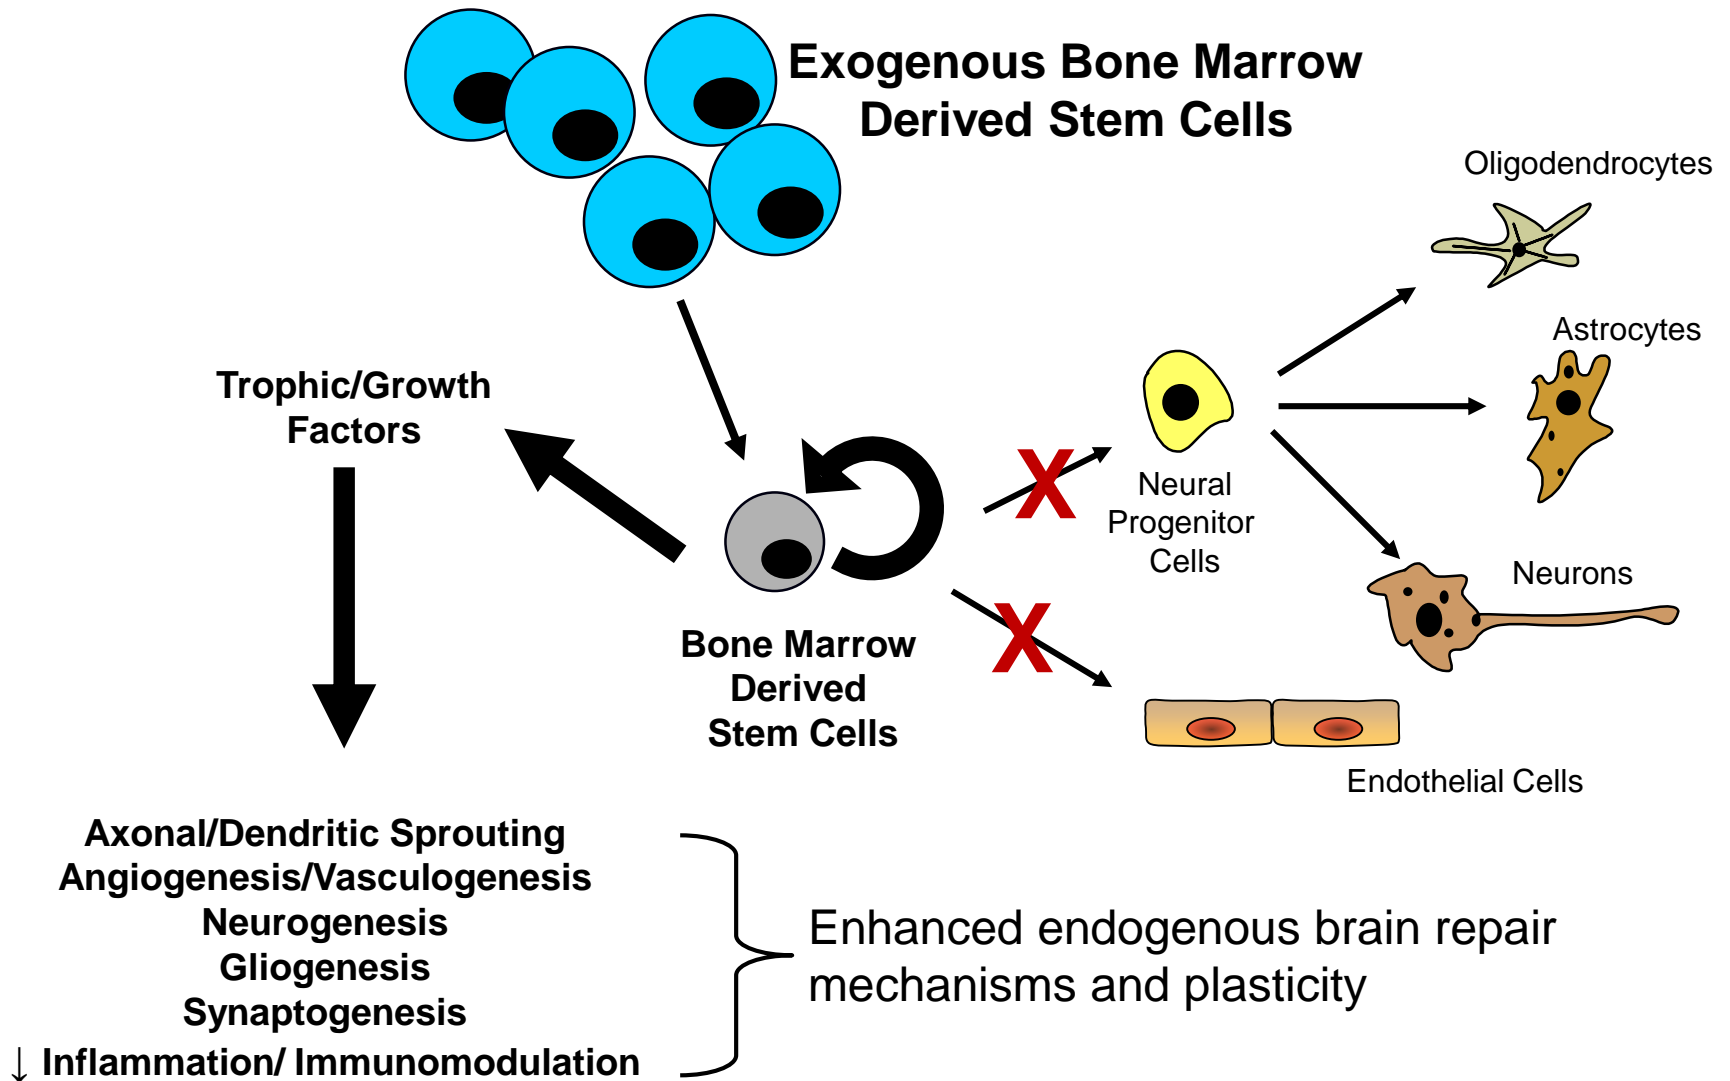 Exogenous Bone Marrow
Derived Stem Cells
Oligodendrocytes
Astrocytes
Trophic/Growth
Factors
X
Neural
Progenitor
Cells
Neurons
X
Bone Marrow
Derived
Stem Cells
Endothelial Cells
Axonal/Dendritic Sprouting
Angiogenesis/Vasculogenesis
Neurogenesis
Gliogenesis
Synaptogenesis
↓ Inflammation/ Immunomodulation
Enhanced endogenous brain repair
mechanisms and plasticity